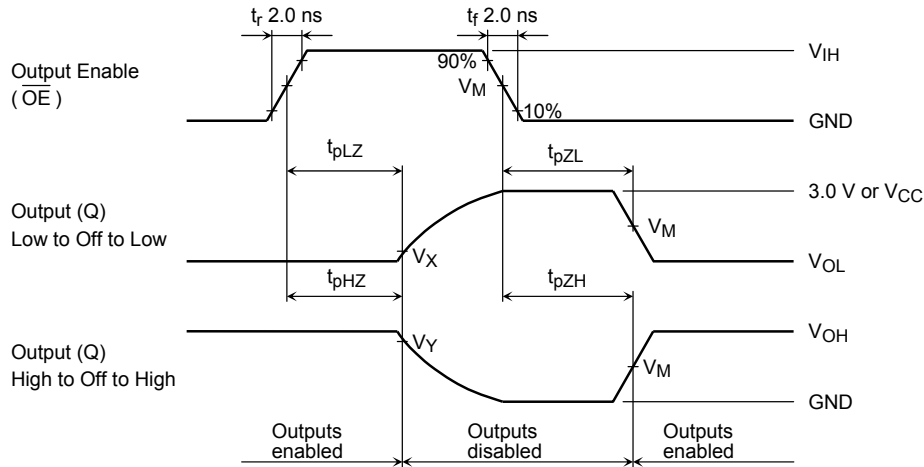 tr 2.0 ns
tf 2.0 ns
Output Enable
( OE )
90%
VM
10%
VIH
GND
tpLZ
tpZL
3.0 V or VCC
Output (Q)
Low to Off to Low
VX
VM
VOL
tpHZ
tpZH
Output (Q)
High to Off to High
VY
VM
VOH
GND
Outputs
enabled
Outputs
disabled
Outputs
enabled